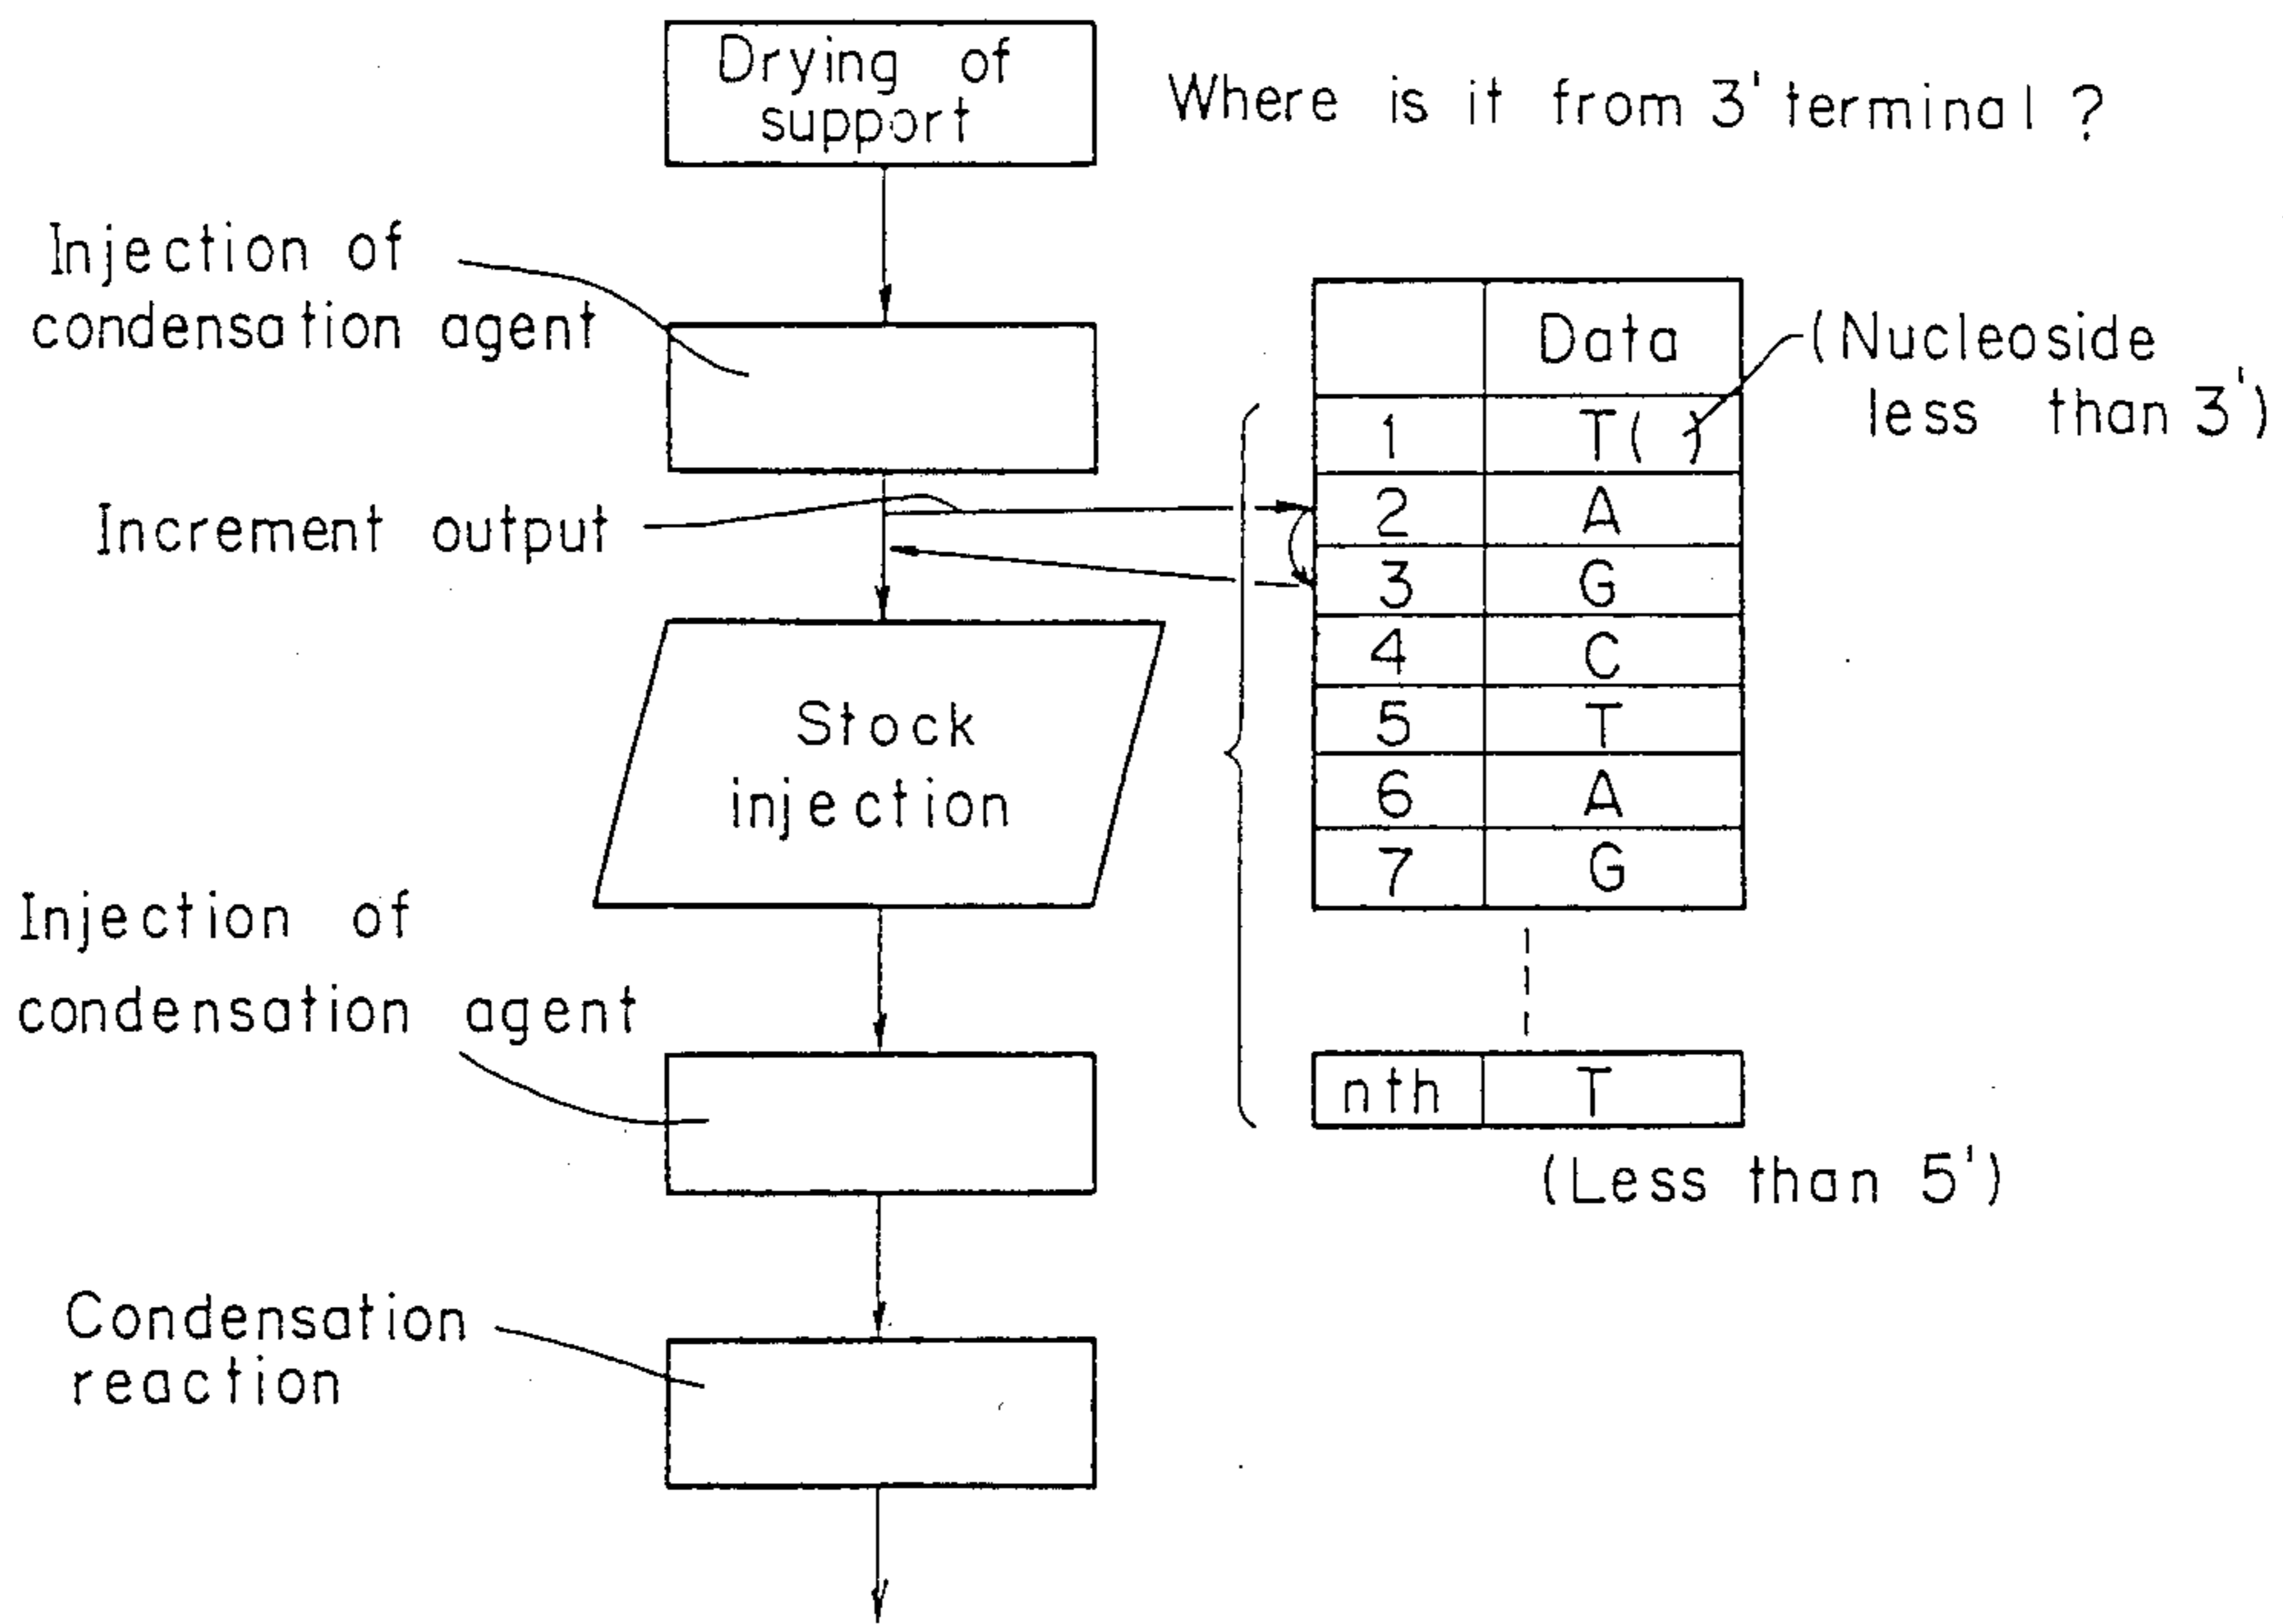 Drying of
support
Where is it from 3' terminal ?
Injection of
condensation agent
Increment output
Stock
injection
Injection of
condensation agent
Condensation
reaction
Data
1 T( )
2 A
3 G
4 C
5 T
6 A
7 G
nth T
(Nucleoside
less than 3')
(Less than 5')